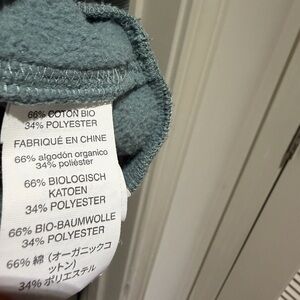 66% COTON BIO
34% POLYESTER
FABRIQUÉ EN CHINE
66% algodón organico
34% poliéster
66% BIOLOGISCH
KATOEN
34% POLYESTER
66% BIO-BAUMWOLLE
34% POLYESTER
66% 綿 (オーガニックコ
ットン)
34% ポリエステル